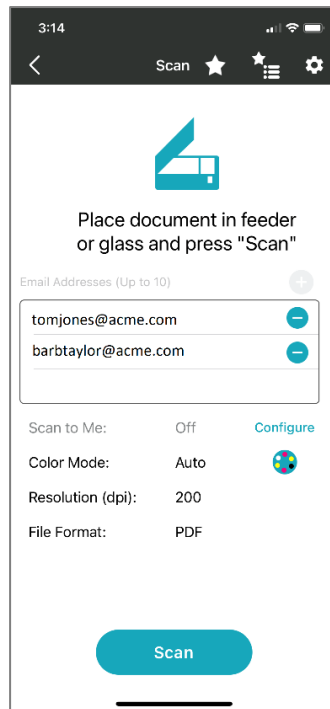 3:14
Scan
Place document in feeder
or glass and press "Scan"
Email Addresses (Up to 10)
tomjones@acme.com
barbtaylor@acme.com
Scan to Me: Off Configure
Color Mode: Auto
Resolution (dpi): 200
File Format: PDF
Scan